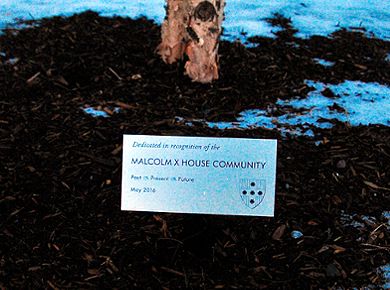 Dedicated in recognition of the
MALCOLM X HOUSE COMMUNITY
Past Present Future
May 2016